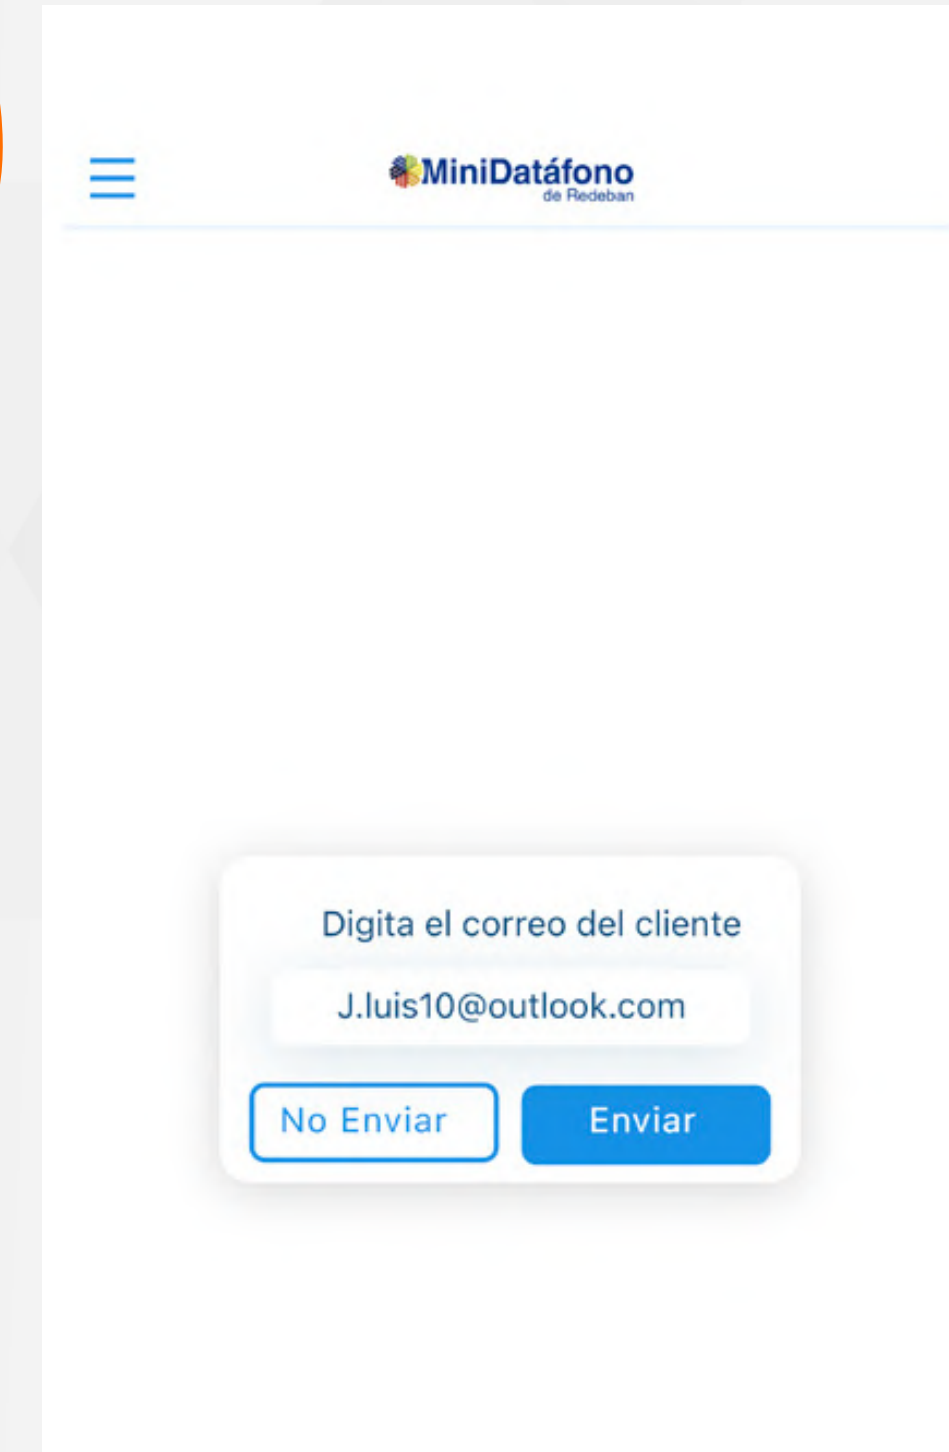 MiniDatáfono
de Redeban
Digita el correo del cliente
J.luis10@outlook.com
No Enviar
Enviar